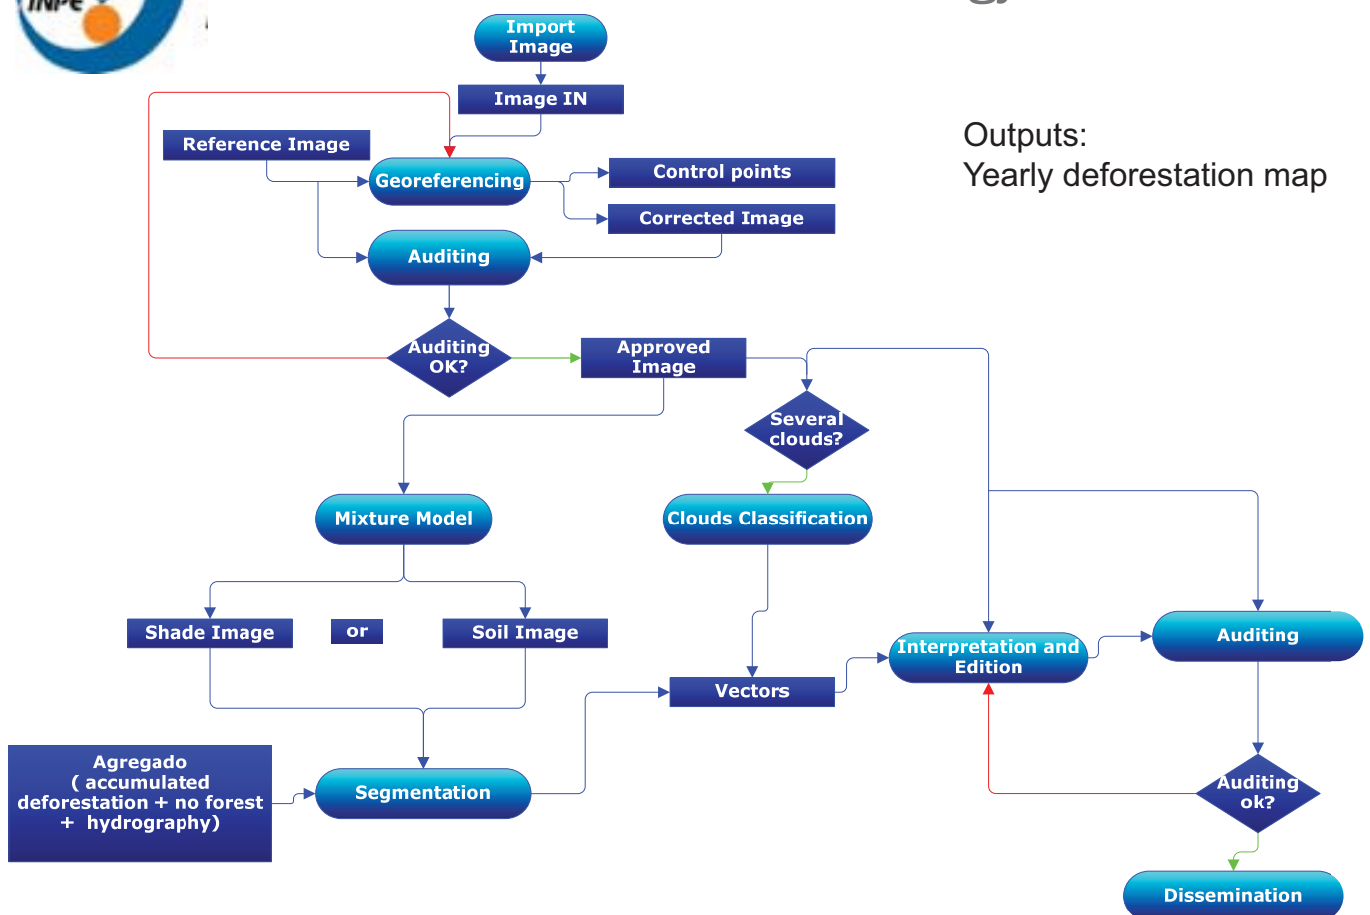 INPE
Import
Image
Image IN
Reference Image
Georeferencing
Control points
Corrected Image
Outputs:
Yearly deforestation map
Auditing
Auditing
OK?
Approved
Image
Several
clouds?
Mixture Model
Clouds Classification
Shade Image
or
Soil Image
Interpretation and
Edition
Auditing
Vectors
Agregado
( accumulated
deforestation + no forest
+ hydrography)
Segmentation
Auditing
ok?
Dissemination